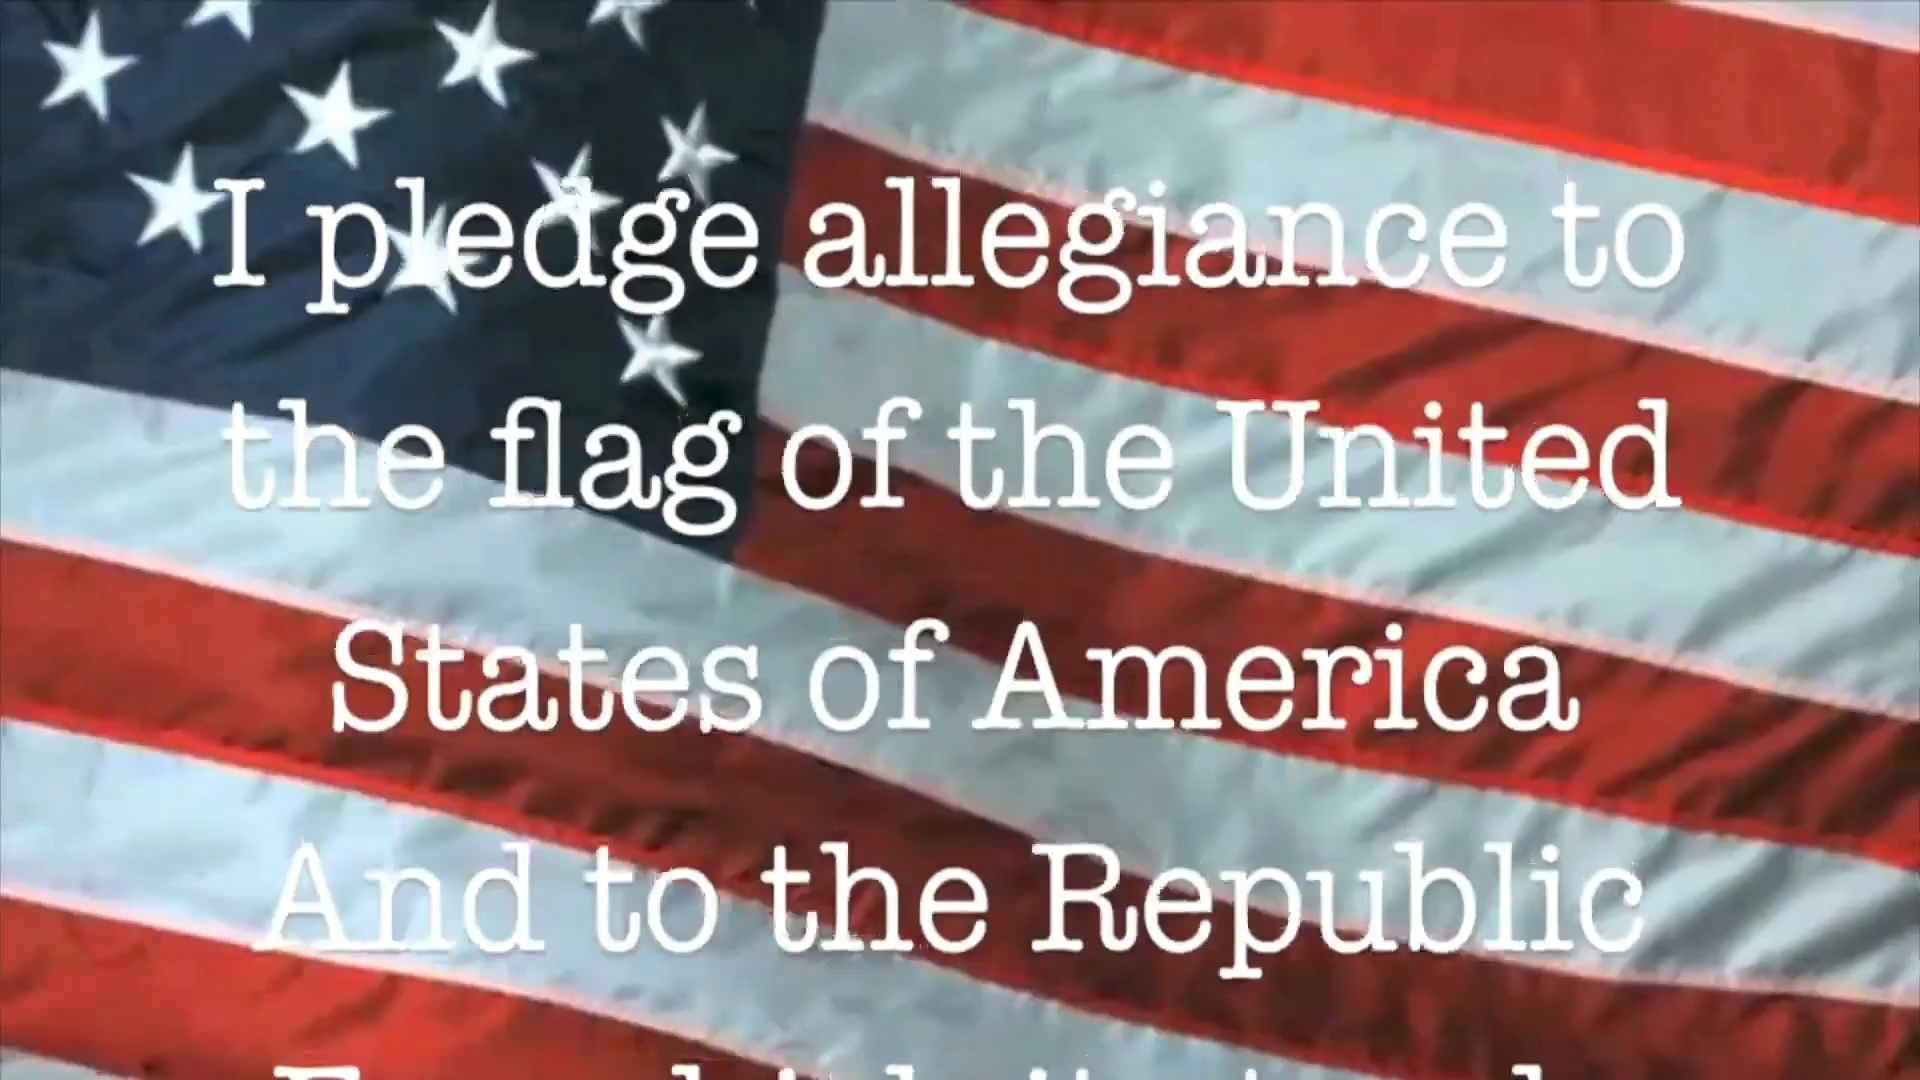 I pledge allegiance to
the flag of the United
States of America
And to the Republic